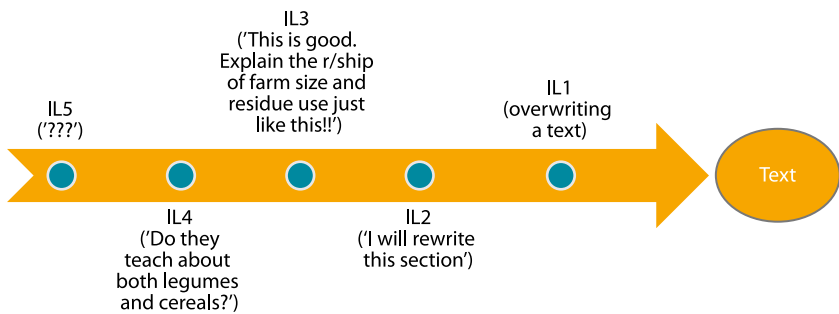 IL5
('???')
IL4
('Do they
teach about
both legumes
and cereals?')
IL3
('This is good.
Explain the r/ship
of farm size and
residue use just
like this!!')
IL2
('I will rewrite
this section')
IL1
(overwriting
a text)
Text